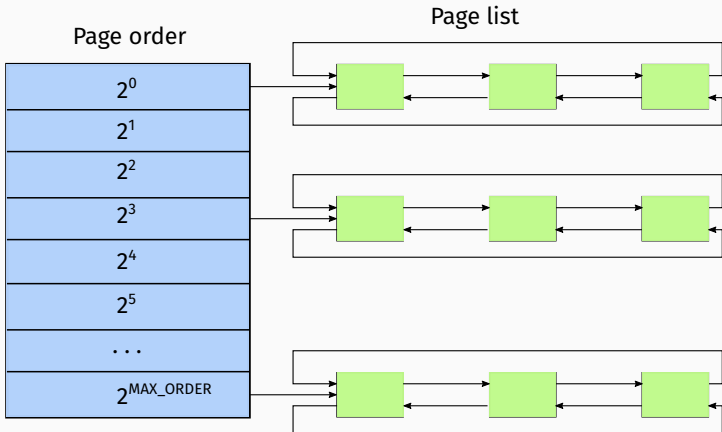 Page list
Page order
2⁰
2¹
2²
2³
2⁴
2⁵
···
2^MAX_ORDER